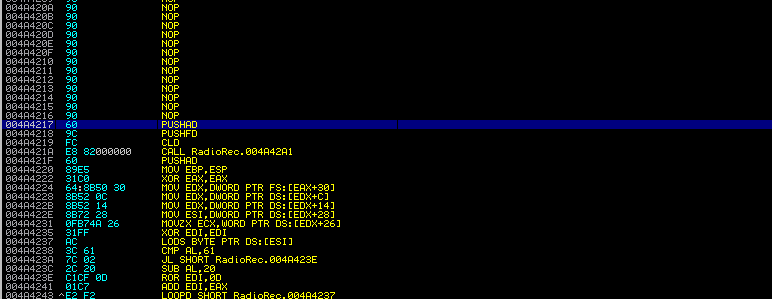 004A420A 90 NOP
004A420B 90 NOP
004A420C 90 NOP
004A420D 90 NOP
004A420E 90 NOP
004A420F 90 NOP
004A4210 90 NOP
004A4211 90 NOP
004A4212 90 NOP
004A4213 90 NOP
004A4214 90 NOP
004A4215 90 NOP
004A4216 90 NOP
004A4217 60 PUSHAD
004A4218 9C PUSHFD
004A4219 FC CLD
004A421A E8 82000000 CALL RadioRec.004A42A1
004A421F 60 PUSHAD
004A4220 89E5 MOV EBP,ESP
004A4222 31C0 XOR EAX,EAX
004A4224 64:8B50 30 MOV EDX,DWORD PTR FS:[EAX+30]
004A4228 8B52 0C MOV EDX,DWORD PTR DS:[EDX+C]
004A422B 8B52 14 MOV EDX,DWORD PTR DS:[EDX+14]
004A422E 8B72 28 MOV ESI,DWORD PTR DS:[EDX+28]
004A4231 0FB74A 26 MOVZX ECX,WORD PTR DS:[EDX+26]
004A4235 31FF XOR EDI,EDI
004A4237 AC LODS BYTE PTR DS:[ESI]
004A4238 3C 61 CMP AL,61
004A423A 7C 02 JL SHORT RadioRec.004A423E
004A423C 2C 20 SUB AL,20
004A423E C1CF 0D ROR EDI,0D
004A4241 01C7 ADD EDI,EAX
004A4243 ^E2 F2 LOOPD SHORT RadioRec.004A4237